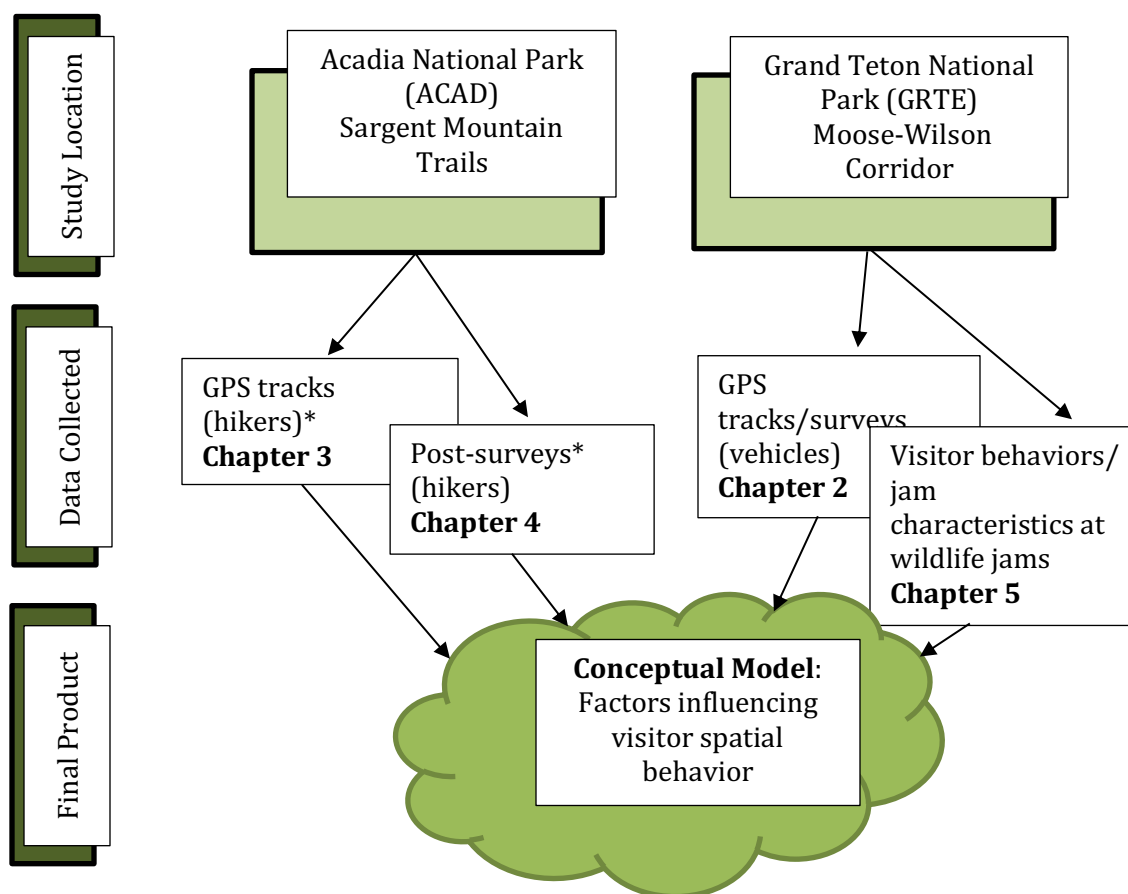 Study Location
Acadia National Park
(ACAD)
Sargent Mountain
Trails
Grand Teton National
Park (GRTE)
Moose-Wilson
Corridor
Data Collected
GPS tracks
(hikers)*
Chapter 3
Post-surveys*
(hikers)
Chapter 4
GPS
tracks/surveys
(vehicles)
Chapter 2
Visitor behaviors/
jam
characteristics at
wildlife jams
Chapter 5
Final Product
Conceptual Model:
Factors influencing
visitor spatial
behavior